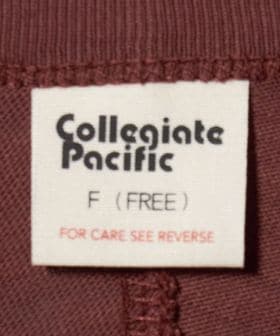 Collegiate
Pacific
F (FREE)
FOR CARE SEE REVERSE